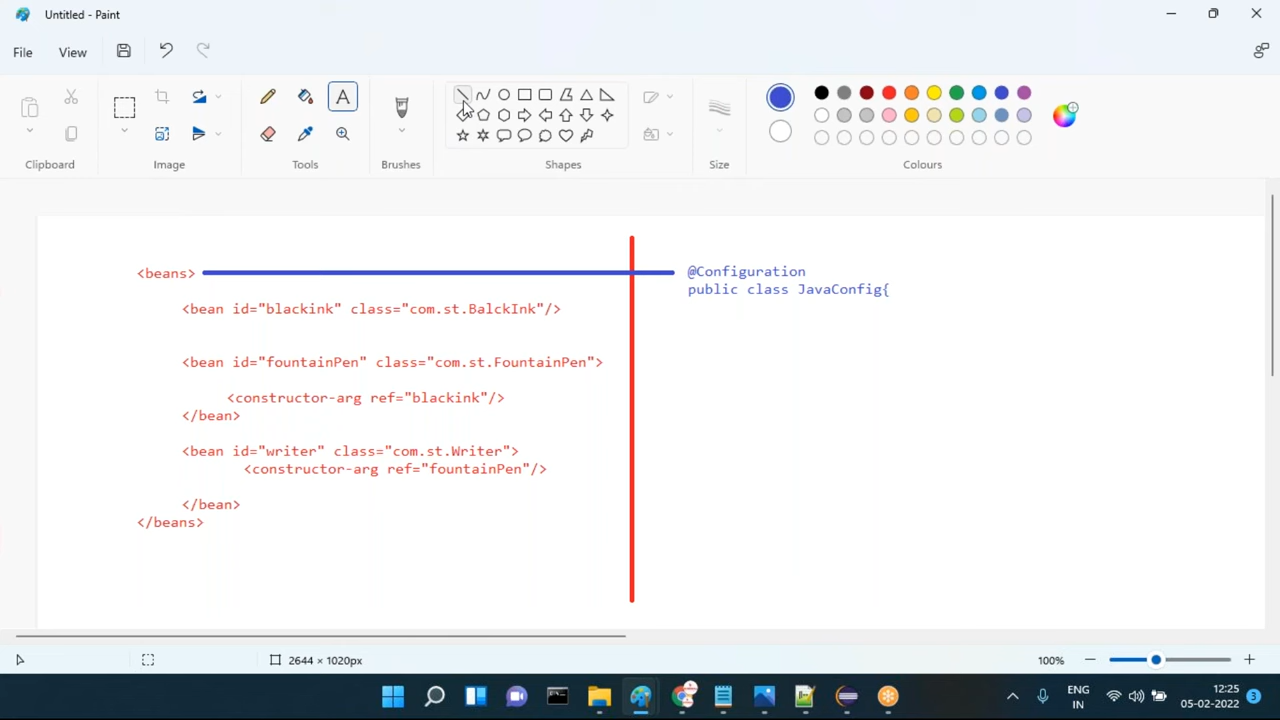 Untitled - Paint
File View
Clipboard
Image
Tools
Brushes
Shapes
Size
Colours
<beans>
<bean id="blackink" class="com.st.BalckInk"/>
<bean id="fountainPen" class="com.st.FountainPen">
<constructor-arg ref="blackink"/>
</bean>
<bean id="writer" class="com.st.Writer">
<constructor-arg ref="fountainPen"/>
</bean>
</beans>
@Configuration
public class JavaConfig{
2644 × 1020px
100%
ENG
IN
12:25
05-02-2022
3